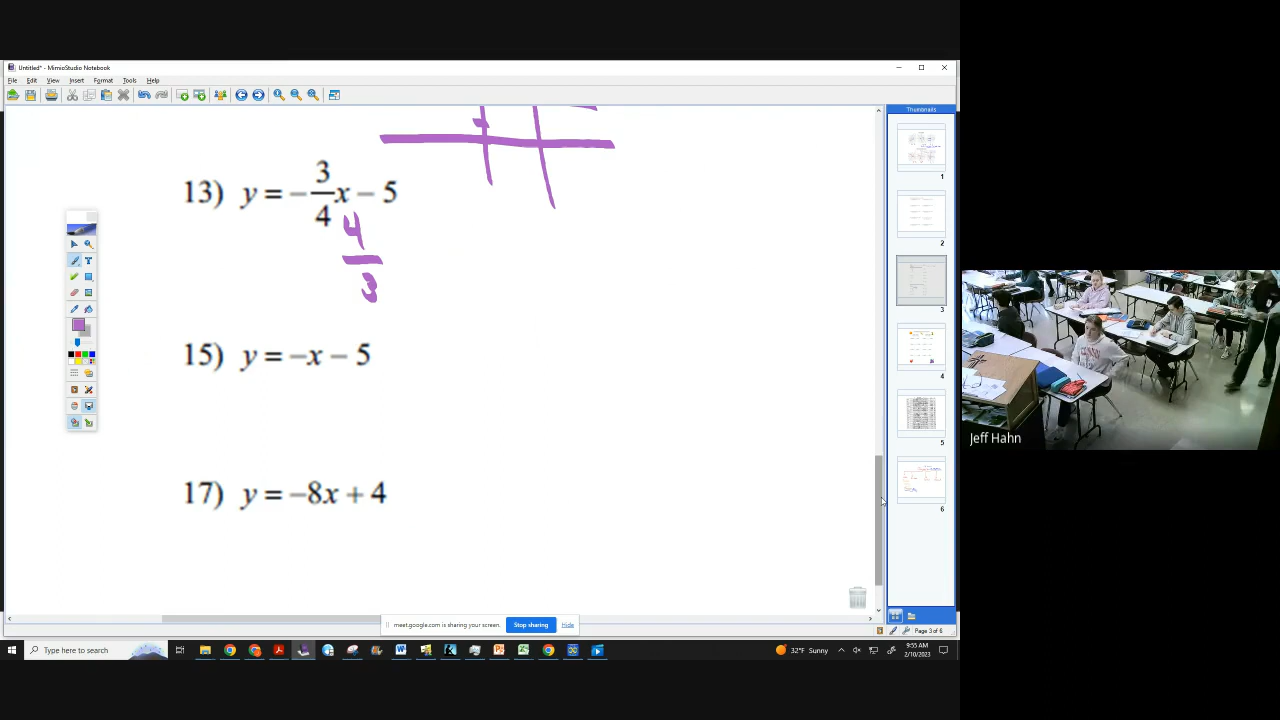 Untitled* - MimioStudio Notebook
File Edit View Insert Format Tools Help
Thumbnails
13) y = -3/4x - 5
4/3
15) y = -x - 5
17) y = -8x + 4
1
2
3
4
5
6
Jeff Hahn
meet.google.com is sharing your screen.
Stop sharing
Hide
Page 3 of 6
Type here to search
32°F Sunny
9:55 AM
2/10/2023